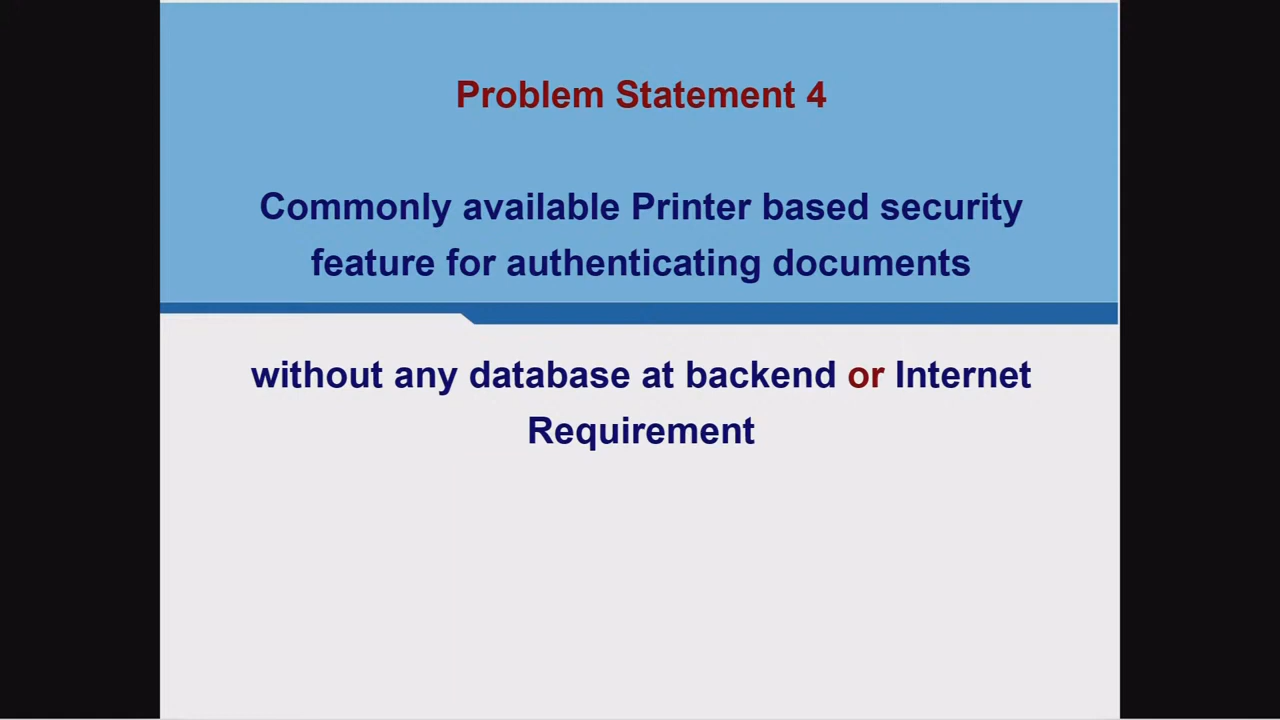 Problem Statement 4
Commonly available Printer based security
feature for authenticating documents
without any database at backend or Internet
Requirement